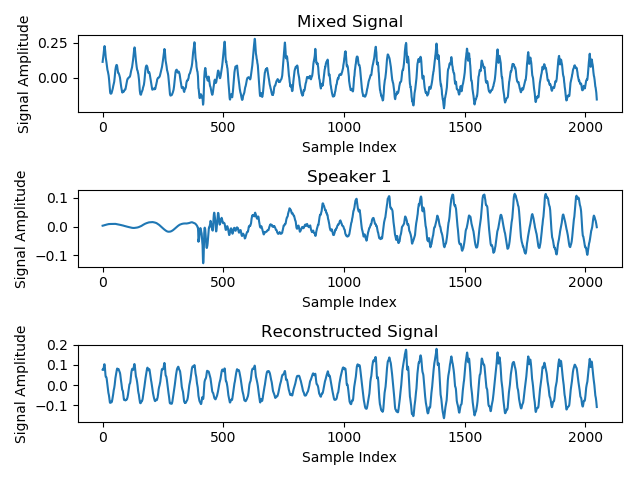 Mixed Signal
Signal Amplitude
0.25
0.00
0 500 1000 1500 2000
Sample Index
Speaker 1
Signal Amplitude
0.1
0.0
−0.1
0 500 1000 1500 2000
Sample Index
Reconstructed Signal
Signal Amplitude
0.2
0.1
0.0
−0.1
0 500 1000 1500 2000
Sample Index